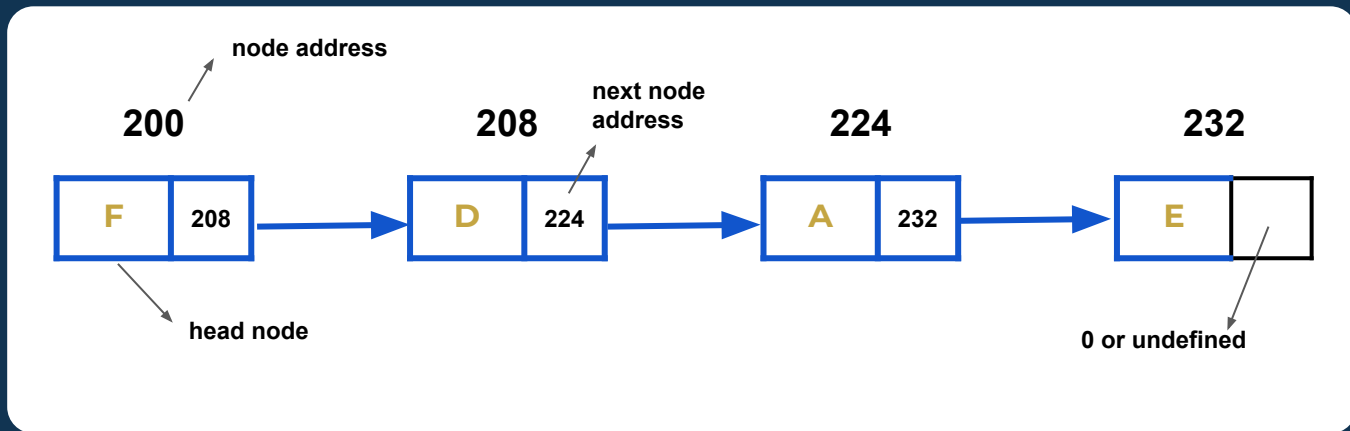 node address
next node
address
200
208
224
232
F
208
D
224
A
232
E
head node
0 or undefined